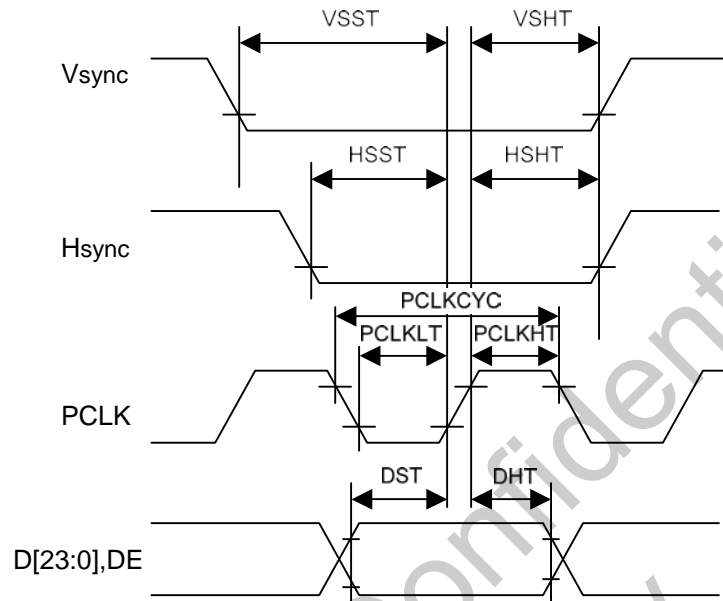 VSST VSHT
Vsync
HSST HSHT
Hsync
PCLKCYC
PCLKLT PCLKHT
PCLK
DST DHT
D[23:0],DE